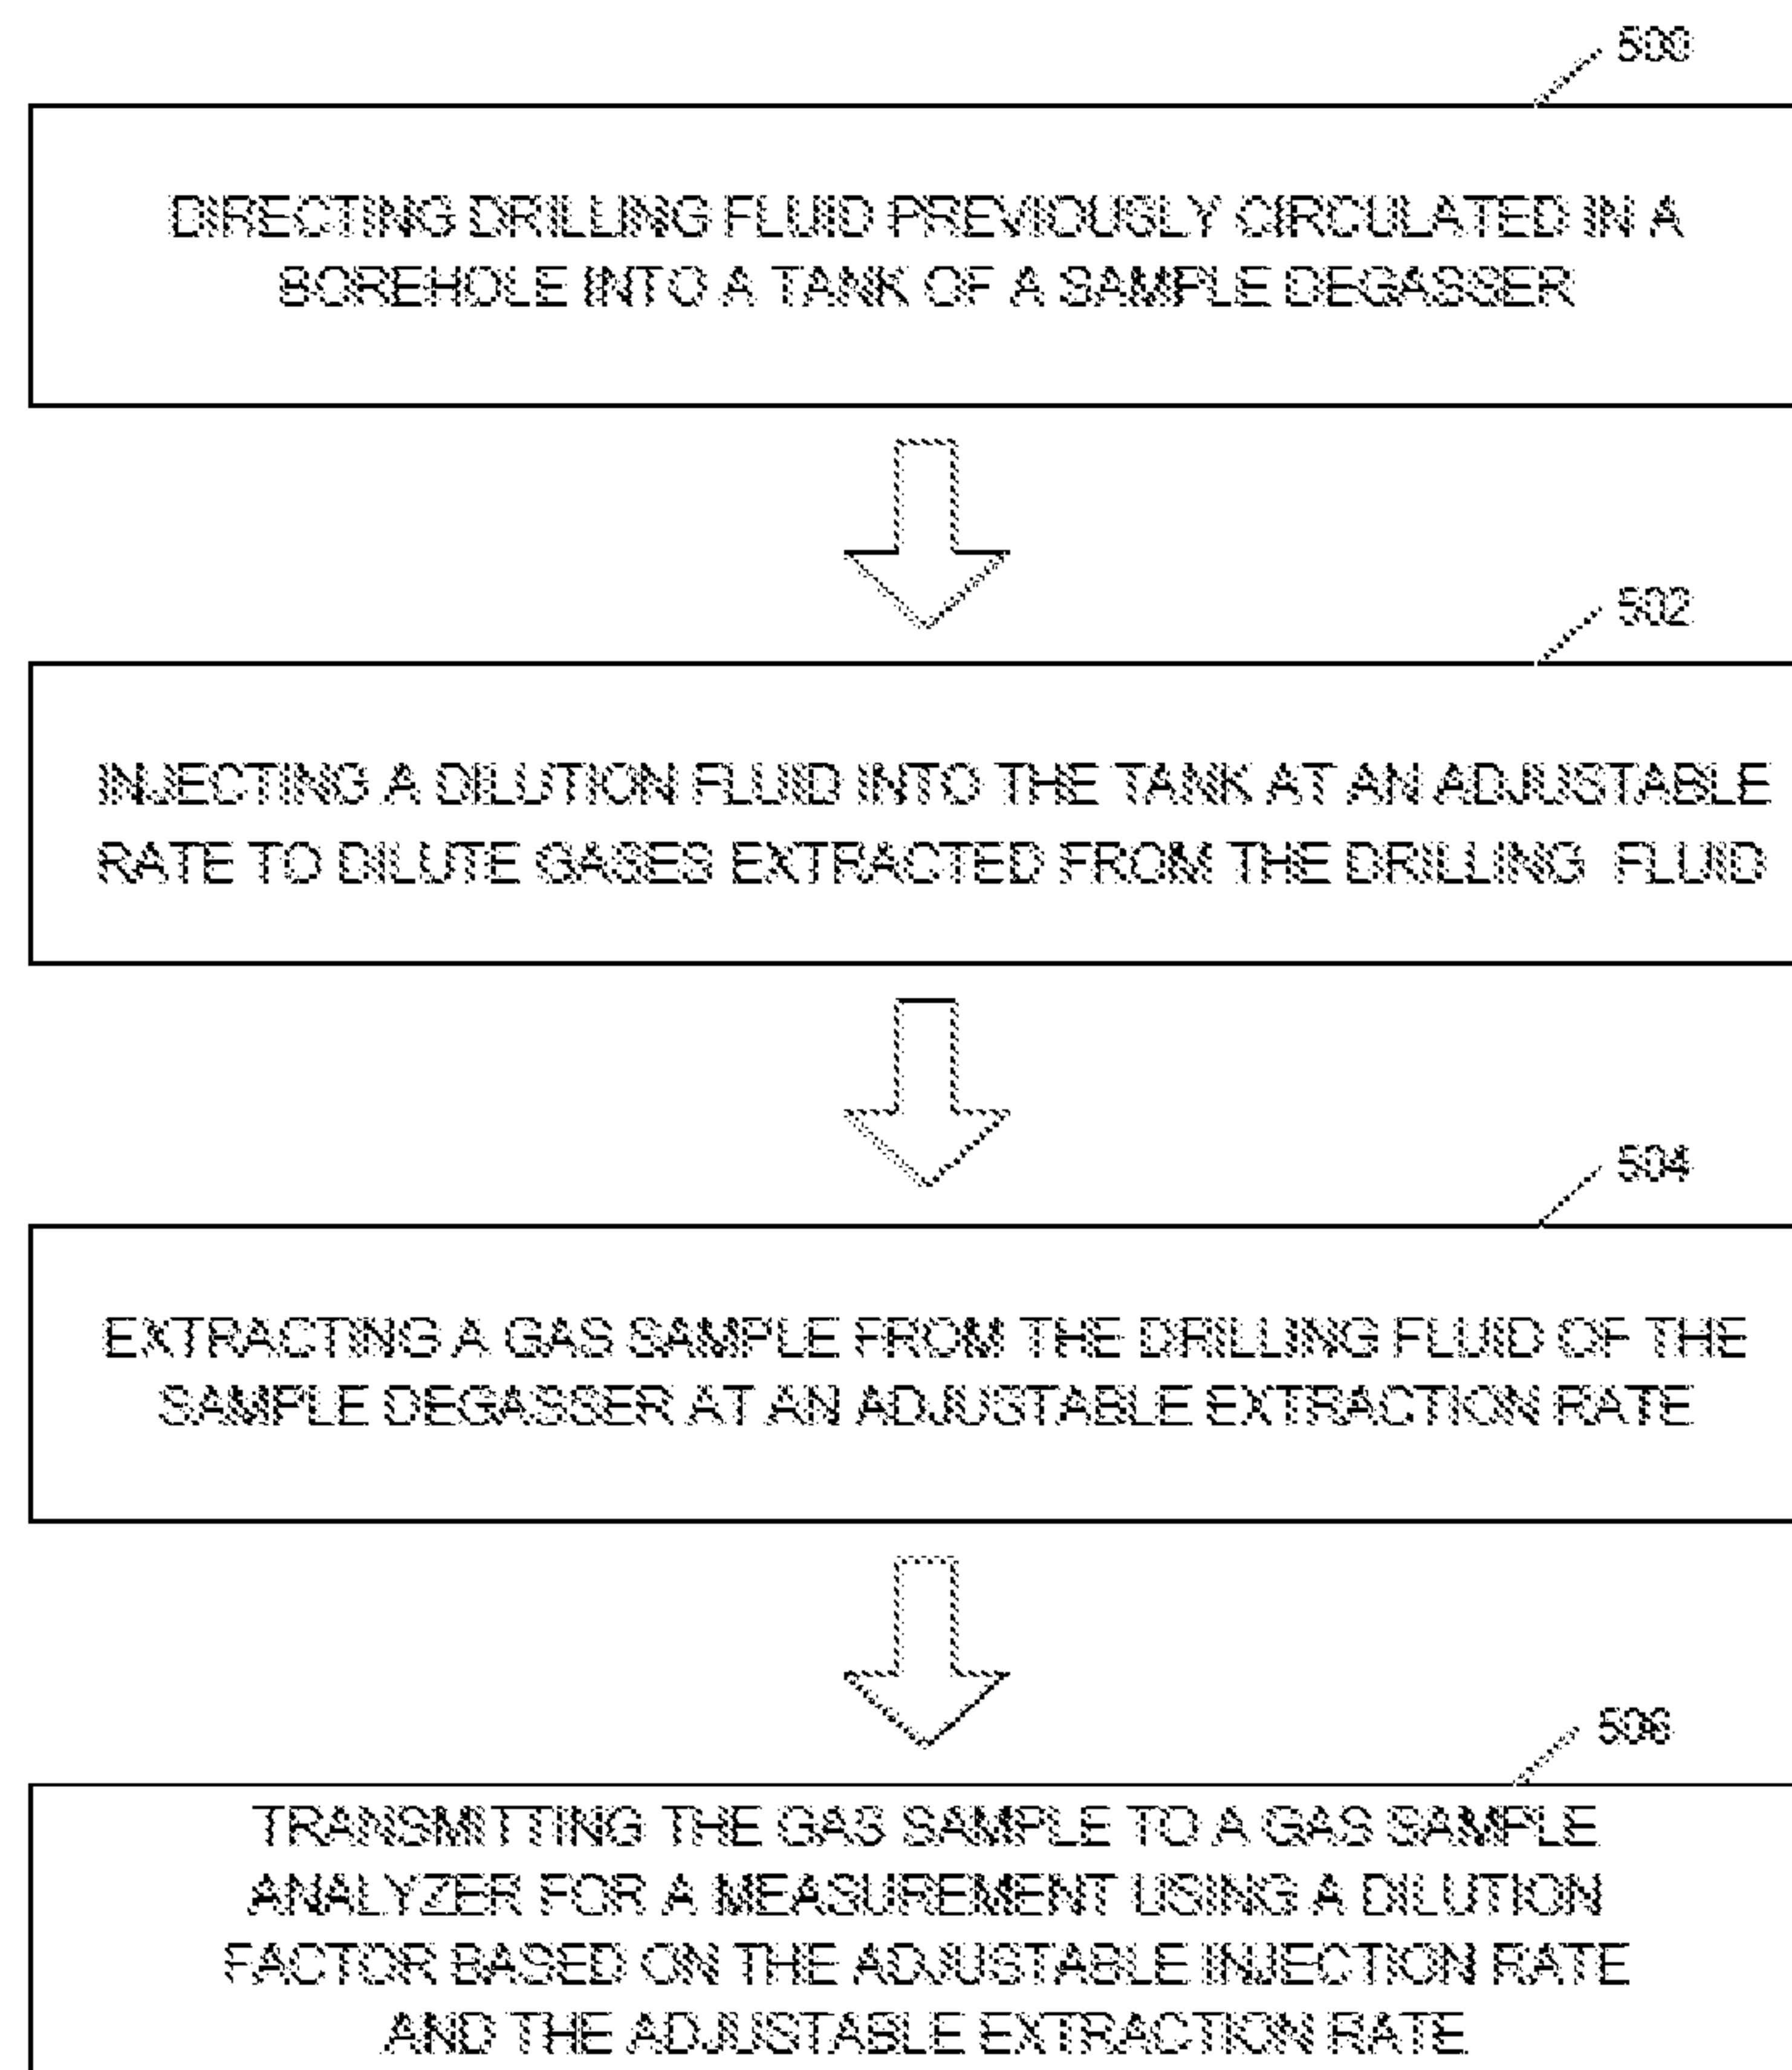 500
DIRECTING DRILLING FLUID PREVIOUSLY CIRCULATED IN A
BOREHOLE INTO A TANK OF A SAMPLE DEGASSER
502
INJECTING A DILUTION FLUID INTO THE TANK AT AN ADJUSTABLE
RATE TO DILUTE GASES EXTRACTED FROM THE DRILLING FLUID
504
EXTRACTING A GAS SAMPLE FROM THE DRILLING FLUID OF THE
SAMPLE DEGASSER AT AN ADJUSTABLE EXTRACTION RATE
506
TRANSMITTING THE GAS SAMPLE TO A GAS SAMPLE
ANALYZER FOR A MEASUREMENT USING A DILUTION
FACTOR BASED ON THE ADJUSTABLE INJECTION RATE
AND THE ADJUSTABLE EXTRACTION RATE